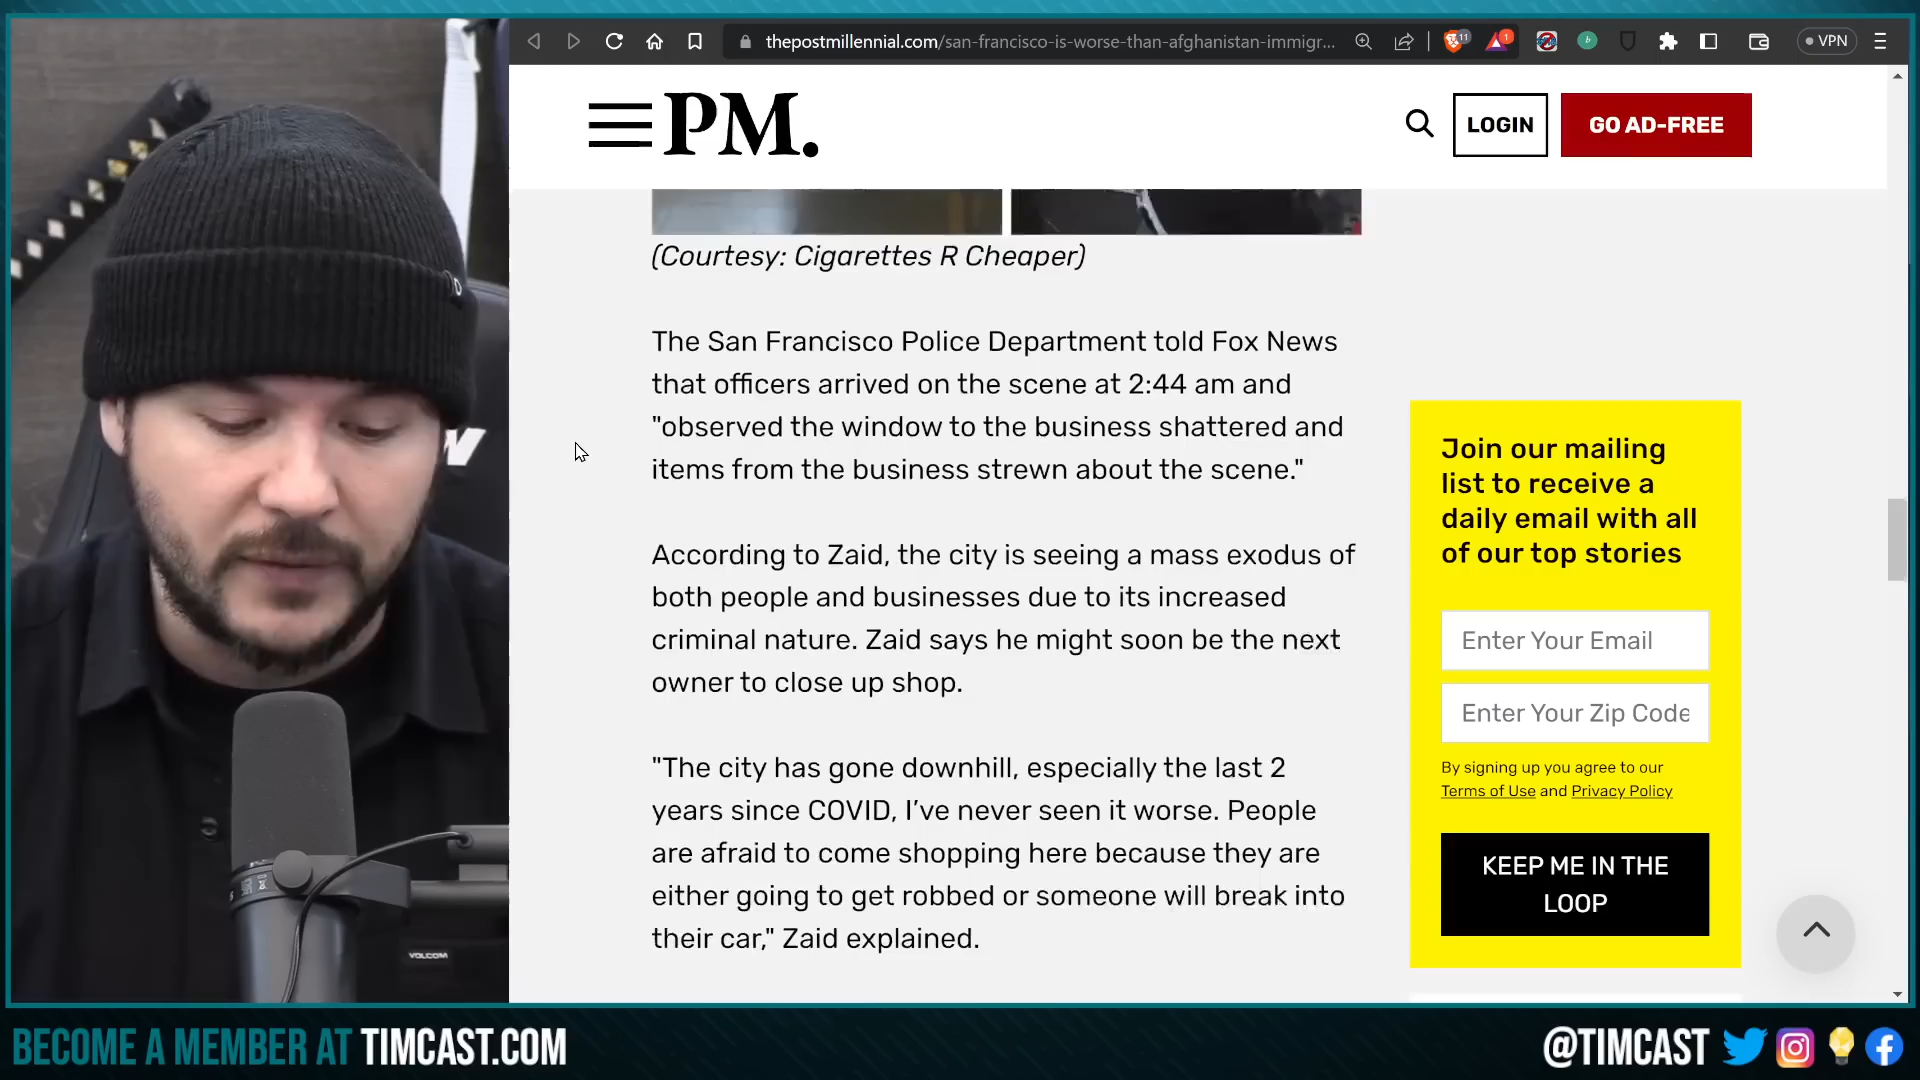 thepostmillennial.com/san-francisco-is-worse-than-afghanistan-immigr...
11
1
VPN
PM.
LOGIN
GO AD-FREE
(Courtesy: Cigarettes R Cheaper)
The San Francisco Police Department told Fox News
that officers arrived on the scene at 2:44 am and
"observed the window to the business shattered and
items from the business strewn about the scene."
According to Zaid, the city is seeing a mass exodus of
both people and businesses due to its increased
criminal nature. Zaid says he might soon be the next
owner to close up shop.
"The city has gone downhill, especially the last 2
years since COVID, I've never seen it worse. People
are afraid to come shopping here because they are
either going to get robbed or someone will break into
their car," Zaid explained.
Join our mailing
list to receive a
daily email with all
of our top stories
Enter Your Email
Enter Your Zip Code
By signing up you agree to our
Terms of Use and Privacy Policy
KEEP ME IN THE
LOOP
VOLCOM
BECOME A MEMBER AT TIMCAST.COM
@TIMCAST